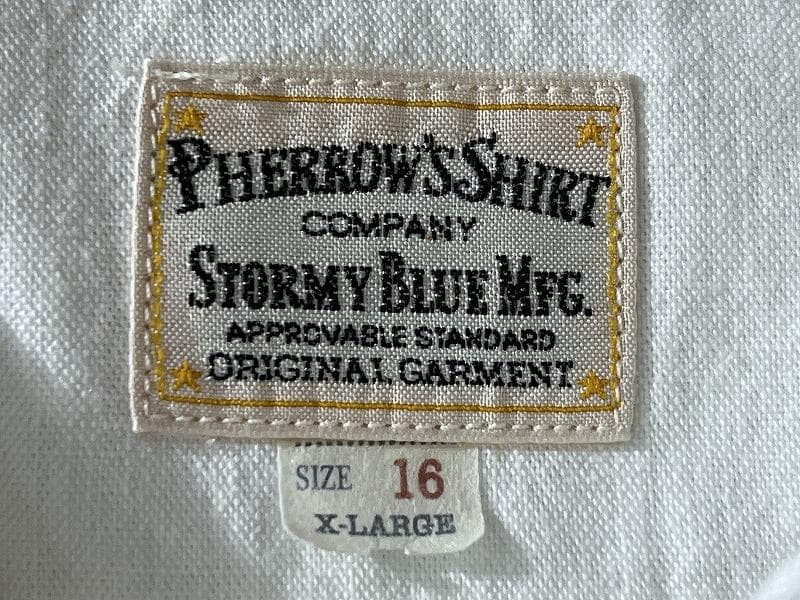 PHERROW'S SHIRT
COMPANY
STORMY BLUE MFG.
APPROVABLE STANDARD
ORIGINAL GARMENT
SIZE 16
X-LARGE